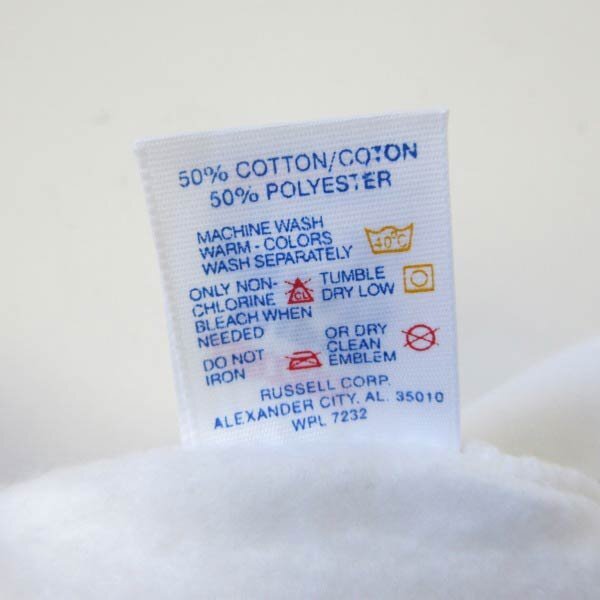 50% COTTON/COTON
50% POLYESTER
MACHINE WASH
WARM - COLORS
WASH SEPARATELY
40°C
ONLY NON-
CHLORINE
BLEACH WHEN
NEEDED
CL
TUMBLE
DRY LOW
DO NOT
IRON
OR DRY
CLEAN
EMBLEM
RUSSELL CORP.
ALEXANDER CITY, AL. 35010
WPL 7232